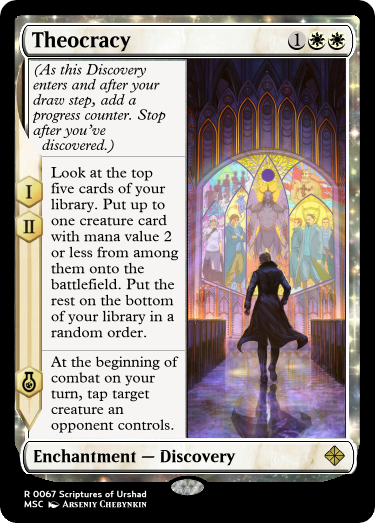 Theocracy 1
(As this Discovery
enters and after your
draw step, add a
progress counter. Stop
after you've
discovered.)
I
II
Look at the top
five cards of your
library. Put up to
one creature card
with mana value 2
or less from among
them onto the
battlefield. Put the
rest on the bottom
of your library in a
random order.
At the beginning of
combat on your
turn, tap target
creature an
opponent controls.
Enchantment — Discovery
R 0067 Scriptures of Urshad
MSC Arseniy Chebynkin